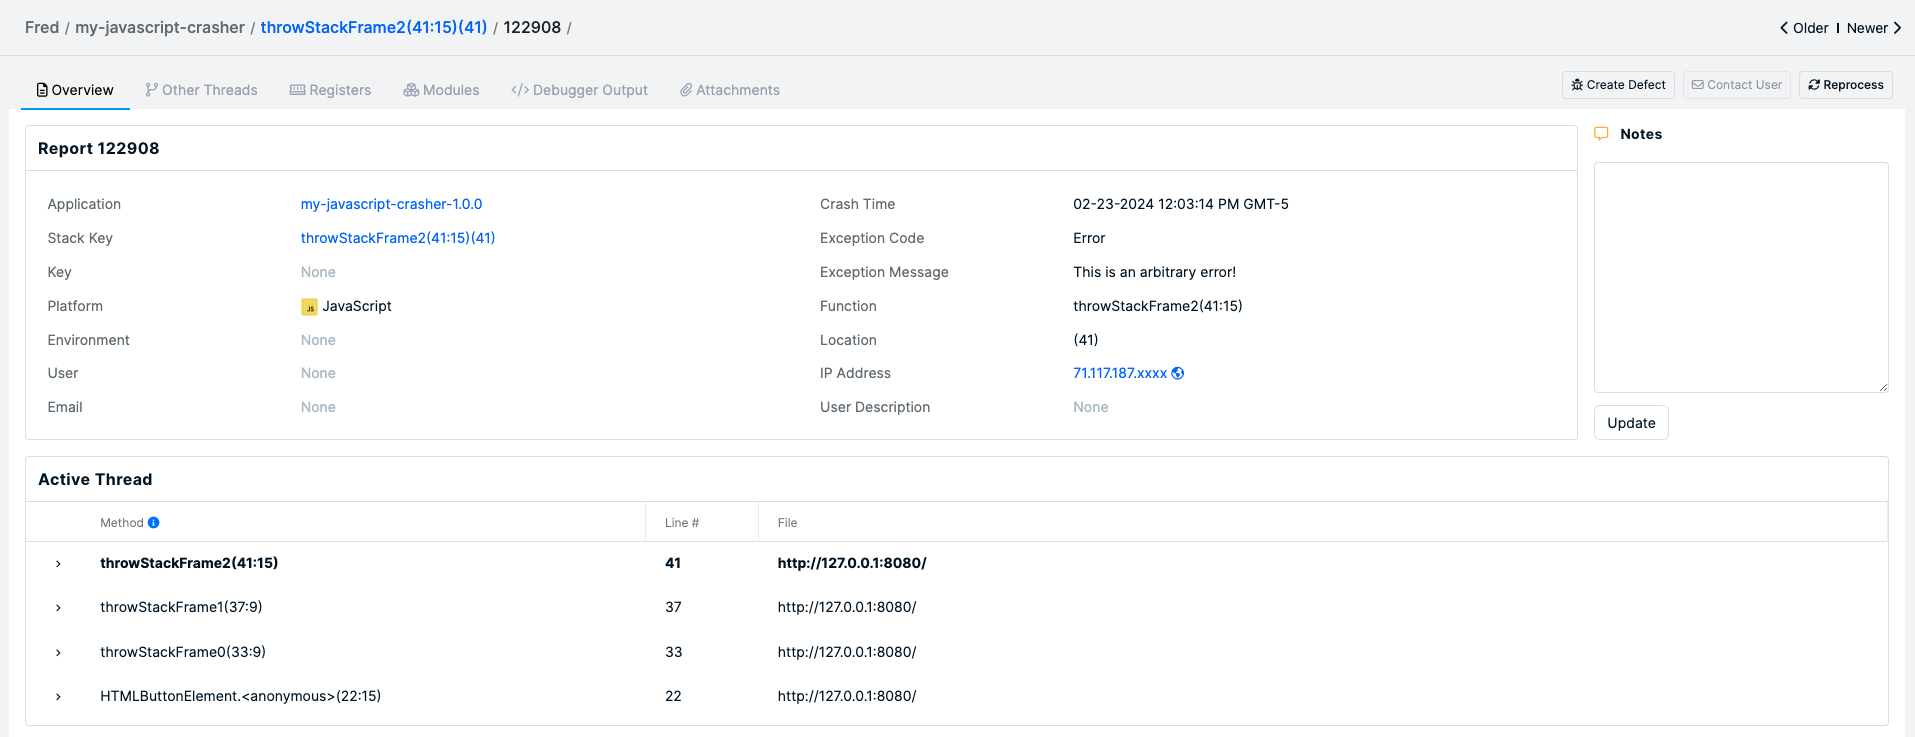 Fred / my-javascript-crasher / throwStackFrame2(41:15)(41) / 122908 /
Older | Newer
Overview Other Threads Registers Modules Debugger Output Attachments
Create Defect Contact User Reprocess
Report 122908
Application my-javascript-crasher-1.0.0 Crash Time 02-23-2024 12:03:14 PM GMT-5
Stack Key throwStackFrame2(41:15)(41) Exception Code Error
Key None Exception Message This is an arbitrary error!
Platform JS JavaScript Function throwStackFrame2(41:15)
Environment None Location (41)
User None IP Address 71.117.187.xxxx
Email None User Description None
Notes
Update
Active Thread
Method Line # File
throwStackFrame2(41:15) 41 http://127.0.0.1:8080/
throwStackFrame1(37:9) 37 http://127.0.0.1:8080/
throwStackFrame0(33:9) 33 http://127.0.0.1:8080/
HTMLButtonElement.<anonymous>(22:15) 22 http://127.0.0.1:8080/